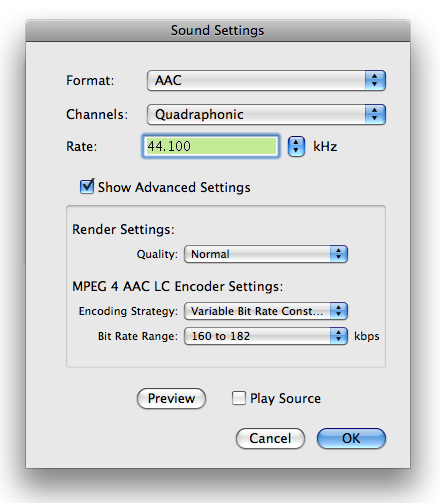 Sound Settings
Format: AAC
Channels: Quadraphonic
Rate: 44.100 kHz
Show Advanced Settings
Render Settings:
Quality: Normal
MPEG 4 AAC LC Encoder Settings:
Encoding Strategy: Variable Bit Rate Const...
Bit Rate Range: 160 to 182 kbps
Preview Play Source
Cancel OK